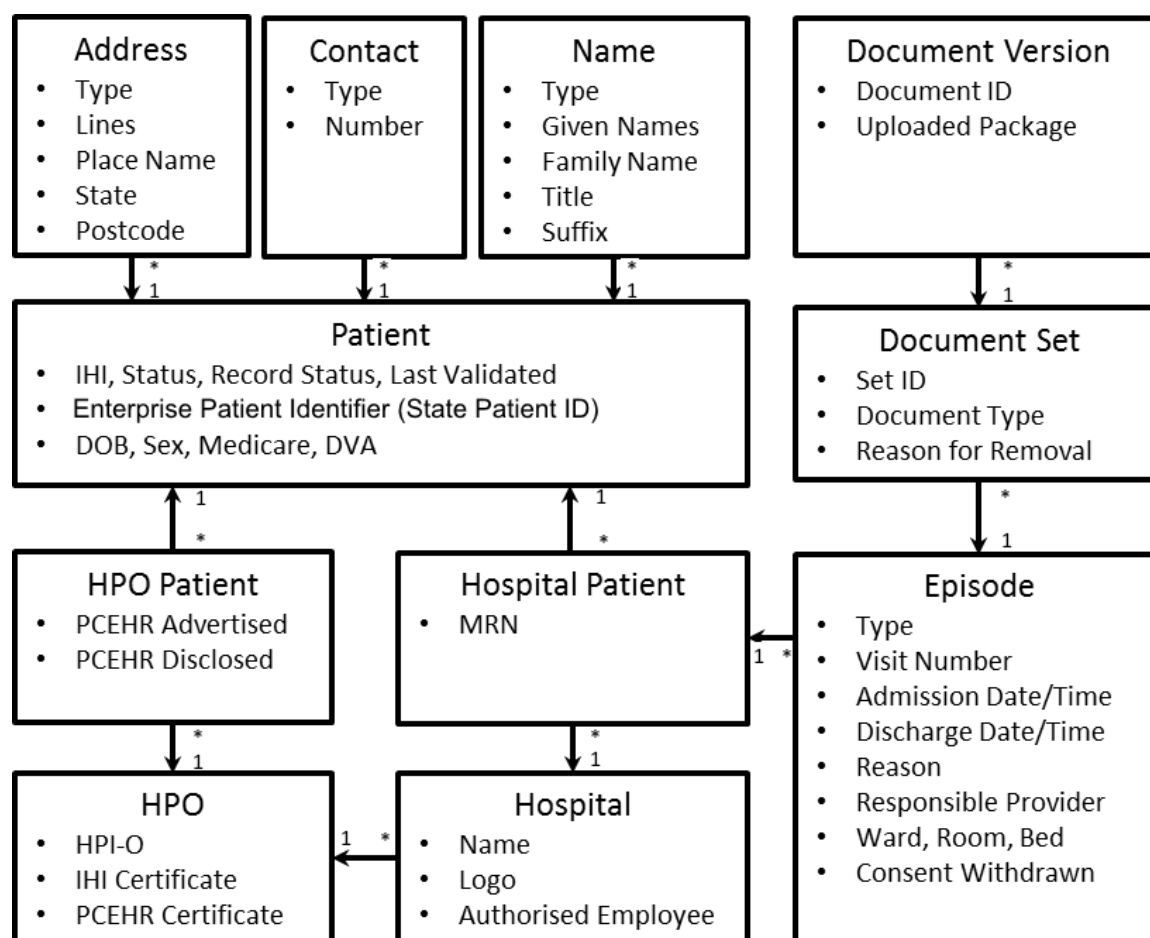 Address
• Type
• Lines
• Place Name
• State
• Postcode
Contact
• Type
• Number
Name
• Type
• Given Names
• Family Name
• Title
• Suffix
Document Version
• Document ID
• Uploaded Package
*
1
*
1
*
1
*
1
Patient
• IHI, Status, Record Status, Last Validated
• Enterprise Patient Identifier (State Patient ID)
• DOB, Sex, Medicare, DVA
Document Set
• Set ID
• Document Type
• Reason for Removal
1
*
1
*
*
1
HPO Patient
• PCEHR Advertised
• PCEHR Disclosed
Hospital Patient
• MRN
1 *
Episode
• Type
• Visit Number
• Admission Date/Time
• Discharge Date/Time
• Reason
• Responsible Provider
• Ward, Room, Bed
• Consent Withdrawn
*
1
*
1
HPO
• HPI-O
• IHI Certificate
• PCEHR Certificate
1 *
Hospital
• Name
• Logo
• Authorised Employee